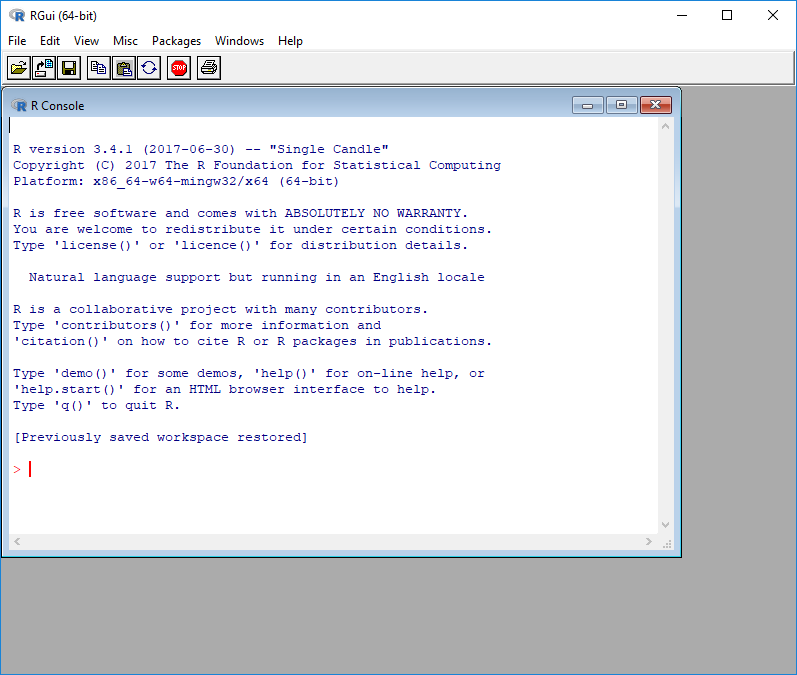 RGui (64-bit)
File Edit View Misc Packages Windows Help
STOP
R Console
R version 3.4.1 (2017-06-30) -- "Single Candle"
Copyright (C) 2017 The R Foundation for Statistical Computing
Platform: x86_64-w64-mingw32/x64 (64-bit)
R is free software and comes with ABSOLUTELY NO WARRANTY.
You are welcome to redistribute it under certain conditions.
Type 'license()' or 'licence()' for distribution details.
Natural language support but running in an English locale
R is a collaborative project with many contributors.
Type 'contributors()' for more information and
'citation()' on how to cite R or R packages in publications.
Type 'demo()' for some demos, 'help()' for on-line help, or
'help.start()' for an HTML browser interface to help.
Type 'q()' to quit R.
[Previously saved workspace restored]
>